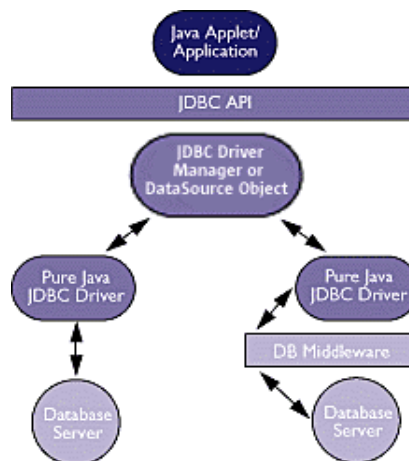 Java Applet/
Application
JDBC API
JDBC Driver
Manager or
DataSource Object
Pure Java
JDBC Driver
Pure Java
JDBC Driver
DB Middleware
Database
Server
Database
Server